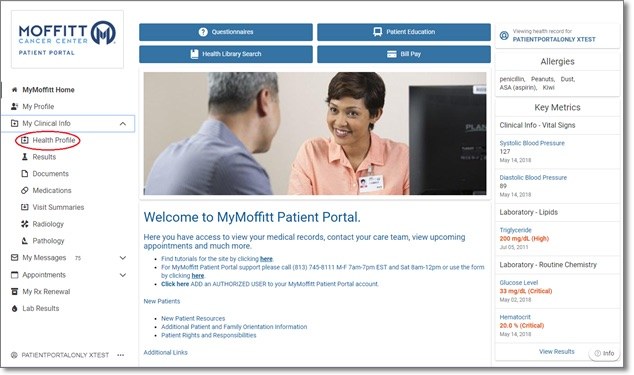 MOFFITT
CANCER CENTER
PATIENT PORTAL
MyMoffitt Home
My Profile
My Clinical Info
Health Profile
Results
Documents
Medications
Visit Summaries
Radiology
Pathology
My Messages 75
Appointments
My Rx Renewal
Lab Results
PATIENTPORTALONLY XTEST
Questionnaires
Patient Education
Health Library Search
Bill Pay
Welcome to MyMoffitt Patient Portal.
Here you have access to view your medical records, contact your care team, view upcoming
appointments and much more.
Find tutorials for the site by clicking here.
For MyMoffitt Patient Portal support please call (813) 745-8111 M-F 7am-7pm EST and Sat 8am-12pm or use the form
by clicking here.
Click here ADD an AUTHORIZED USER to your MyMoffitt Patient Portal account.
New Patients
New Patient Resources
Additional Patient and Family Orientation Information
Patient Rights and Responsibilities
Additional Links
Viewing health record for
PATIENTPORTALONLY XTEST
Allergies
penicillin, Peanuts, Dust,
ASA (aspirin), kiwi
Key Metrics
Clinical Info - Vital Signs
Systolic Blood Pressure
127
May 14, 2018
Diastolic Blood Pressure
89
May 14, 2018
Laboratory - Lipids
Triglyceride
200 mg/dL (High)
Jul 05, 2011
Laboratory - Routine Chemistry
Glucose Level
33 mg/dL (Critical)
May 02, 2018
Hematocrit
20.0 % (Critical)
May 14, 2018
View Results
Info